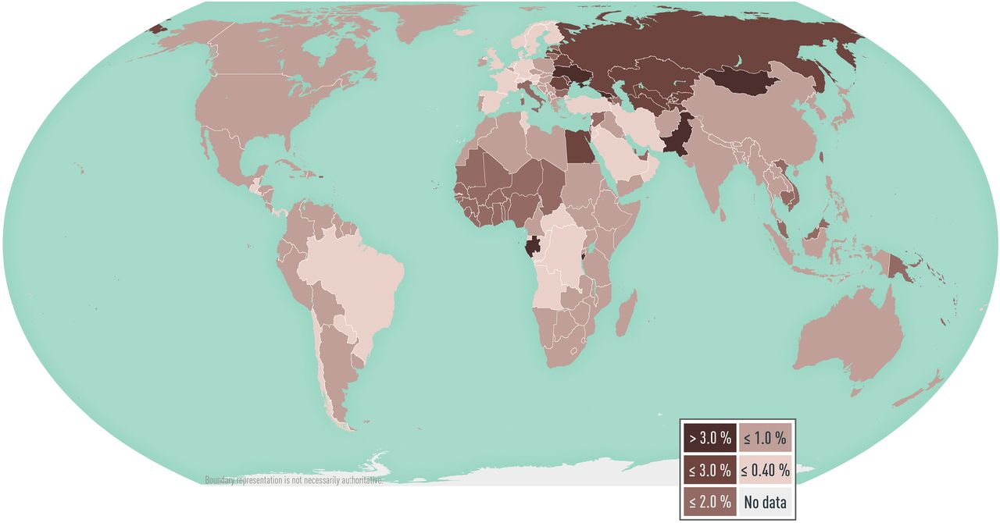 > 3.0 % ≤ 1.0 %
≤ 3.0 % ≤ 0.40 %
≤ 2.0 % No data
Boundary representation is not necessarily authoritative.